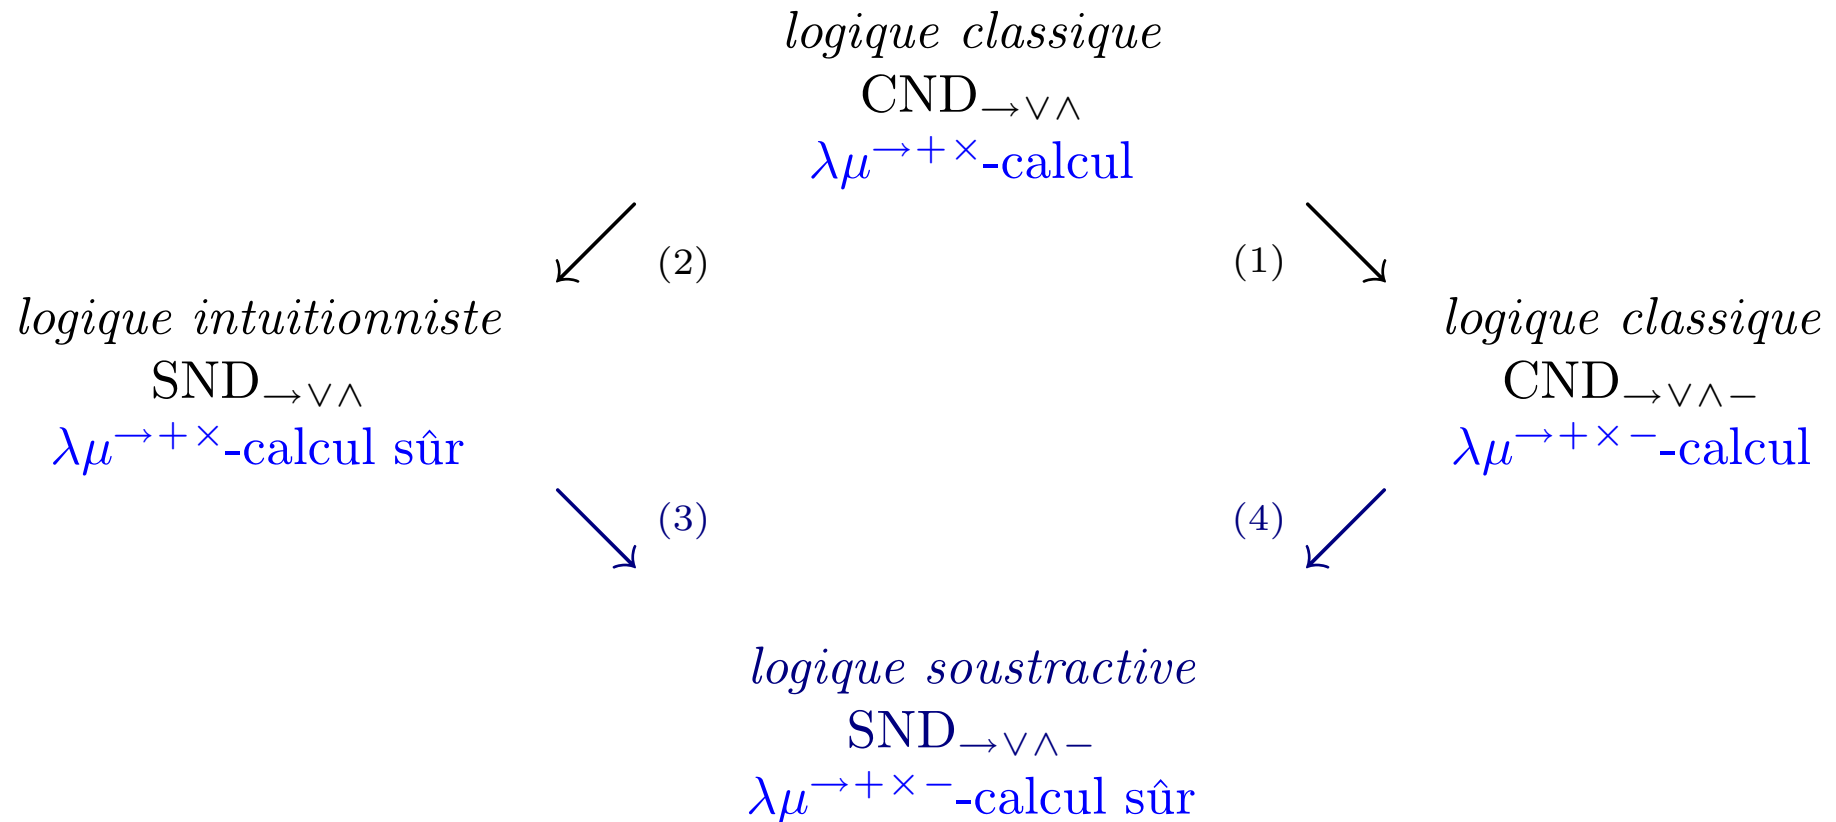 logique classique
CND→∨∧
λμ→+×-calcul
(2)
(1)
logique intuitionniste
SND→∨∧
λμ→+×-calcul sûr
logique classique
CND→∨∧−
λμ→+×−-calcul
(3)
(4)
logique soustractive
SND→∨∧−
λμ→+×−-calcul sûr